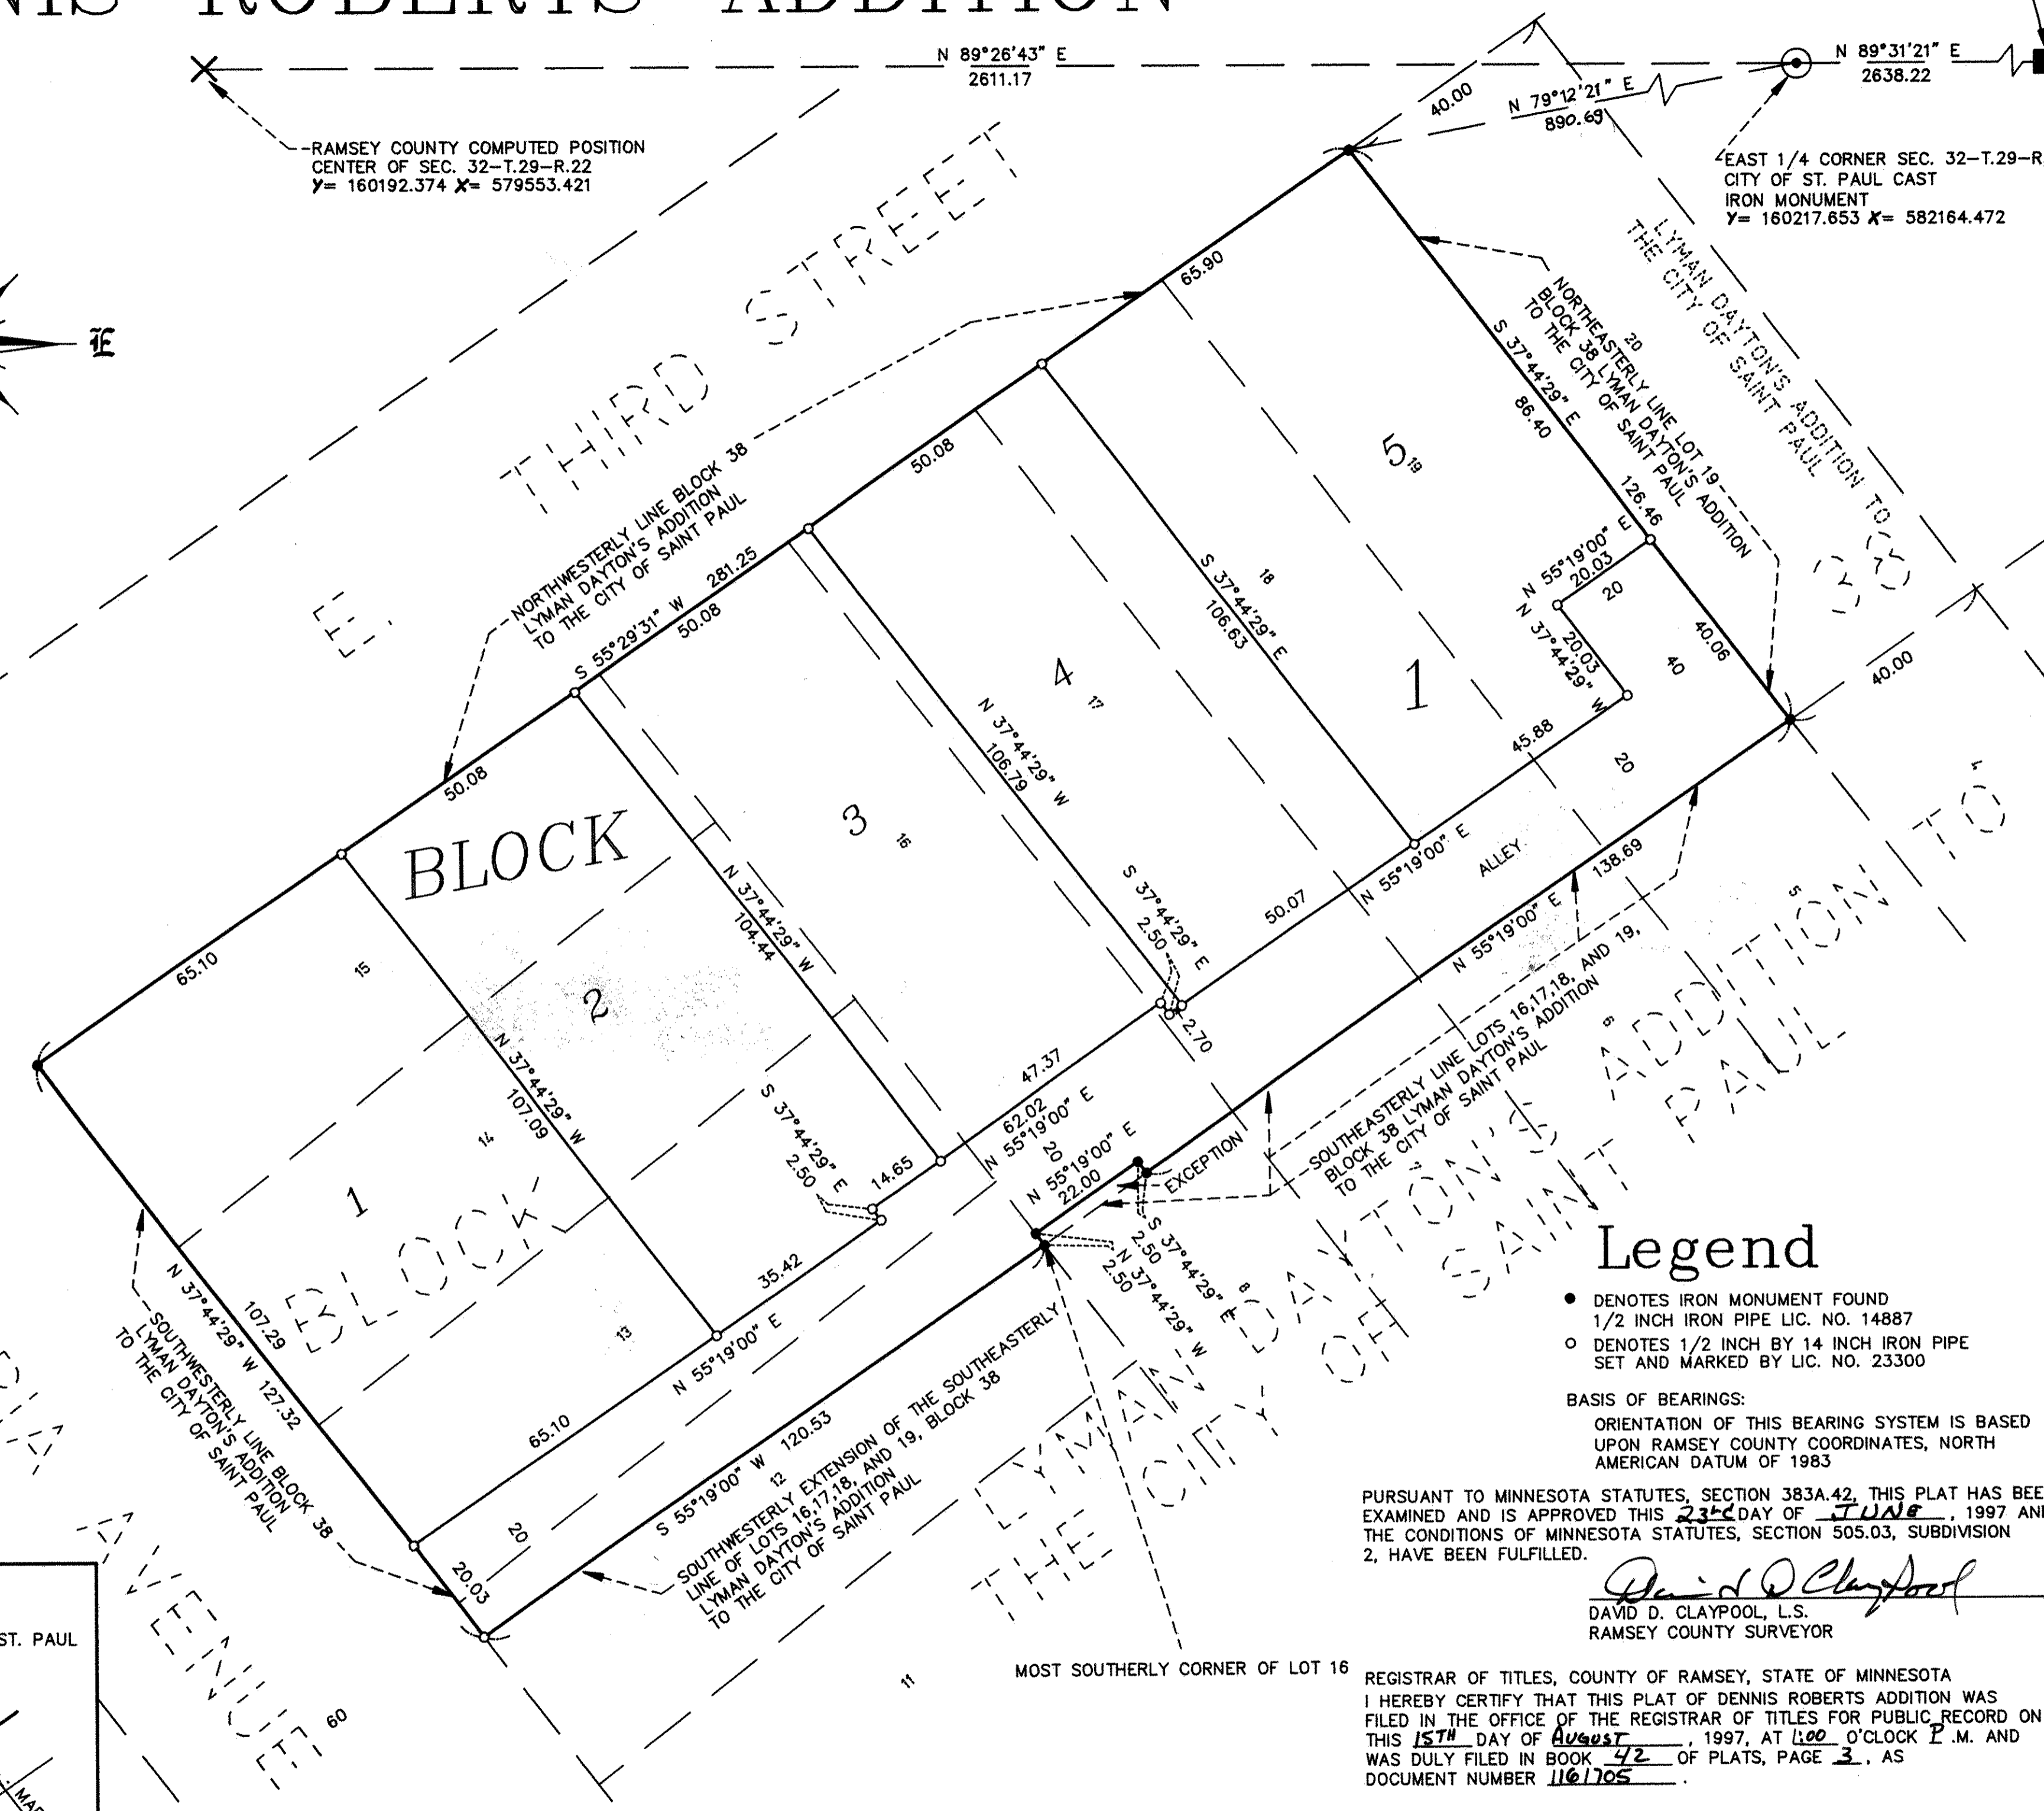 ROBERTS ADDITION
N 89°26'43" E
2611.17
N 89°31'21" E
2638.22
40.00
N 79°12'21" E
890.69
RAMSEY COUNTY COMPUTED POSITION
CENTER OF SEC. 32-T.29-R.22
Y= 160192.374 X= 579553.421
EAST 1/4 CORNER SEC. 32-T.29-R
CITY OF ST. PAUL CAST
IRON MONUMENT
Y= 160217.653 X= 582164.472
E
E. THIRD STREET
LYMAN DAYTON'S ADDITION TO
THE CITY OF SAINT PAUL
38
NORTHWESTERLY LINE BLOCK 38
LYMAN DAYTON'S ADDITION
TO THE CITY OF SAINT PAUL
20
NORTHEASTERLY LINE LOT 19
BLOCK 38 LYMAN DAYTON'S ADDITION
TO THE CITY OF SAINT PAUL
65.90
50.08
S 55°29'31" W 281.25
50.08
50.08
65.10
S 37°44'29" E
86.40
126.46
N 55°19'00" E
20.03
20
N 37°44'29" W
20.03
40
40.06
40.00
45.88
20
5
19
1
18
S 37°44'29" E
106.63
4
17
N 37°44'29" W
106.79
3
16
N 37°44'29" W
104.44
BLOCK
2
15
N 37°44'29" W
107.09
14
1
BLOCK
13
N 55°19'00" E
ALLEY
138.69
N 55°19'00" E
50.07
S 37°44'29" E
2.50
2.70
47.37
62.02
N 55°19'00" E
20
N 55°19'00" E
22.00
EXCEPTION
14.65
S 37°44'29" E
2.50
35.42
N 55°19'00" E
65.10
S 37°44'29" E
2.50
N 37°44'29" W
2.50
SOUTHEASTERLY LINE LOTS 16,17,18, AND 19,
BLOCK 38 LYMAN DAYTON'S ADDITION
TO THE CITY OF SAINT PAUL
4
5
6
7
8
LYMAN DAYTON'S ADDITION TO
THE CITY OF SAINT PAUL
N 37°44'29" W 127.32
107.29
SOUTHWESTERLY LINE BLOCK 38
LYMAN DAYTON'S ADDITION
TO THE CITY OF SAINT PAUL
20.03
20
S 55°19'00" W 120.53
12
SOUTHWESTERLY EXTENSION OF THE SOUTHEASTERLY
LINE OF LOTS 16,17,18, AND 19, BLOCK 38
LYMAN DAYTON'S ADDITION
TO THE CITY OF SAINT PAUL
11
MOST SOUTHERLY CORNER OF LOT 16
AVENUE
60
ST. PAUL
Legend
DENOTES IRON MONUMENT FOUND
1/2 INCH IRON PIPE LIC. NO. 14887
DENOTES 1/2 INCH BY 14 INCH IRON PIPE
SET AND MARKED BY LIC. NO. 23300
BASIS OF BEARINGS:
ORIENTATION OF THIS BEARING SYSTEM IS BASED
UPON RAMSEY COUNTY COORDINATES, NORTH
AMERICAN DATUM OF 1983
PURSUANT TO MINNESOTA STATUTES, SECTION 383A.42, THIS PLAT HAS BEE
EXAMINED AND IS APPROVED THIS 23rd DAY OF JUNE, 1997 AN
THE CONDITIONS OF MINNESOTA STATUTES, SECTION 505.03, SUBDIVISION
2, HAVE BEEN FULFILLED.
David D Claypool
DAVID D. CLAYPOOL, L.S.
RAMSEY COUNTY SURVEYOR
REGISTRAR OF TITLES, COUNTY OF RAMSEY, STATE OF MINNESOTA
I HEREBY CERTIFY THAT THIS PLAT OF DENNIS ROBERTS ADDITION WAS
FILED IN THE OFFICE OF THE REGISTRAR OF TITLES FOR PUBLIC RECORD ON
THIS 15TH DAY OF AUGUST, 1997, AT 1:00 O'CLOCK P.M. AND
WAS DULY FILED IN BOOK 42 OF PLATS, PAGE 3, AS
DOCUMENT NUMBER 1161705.